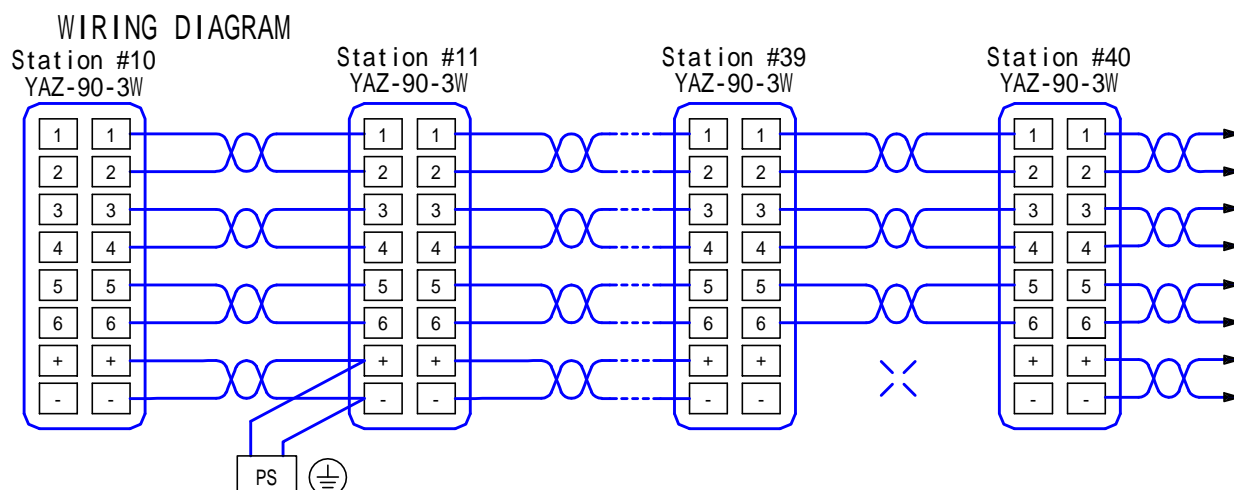 WIRING DIAGRAM
Station #10 Station #11 Station #39 Station #40
YAZ-90-3W YAZ-90-3W YAZ-90-3W YAZ-90-3W
1 1 1 1 1 1 1 1
2 2 2 2 2 2 2 2
3 3 3 3 3 3 3 3
4 4 4 4 4 4 4 4
5 5 5 5 5 5 5 5
6 6 6 6 6 6 6 6
+ + + + + + + +
- - - - - - - -
PS